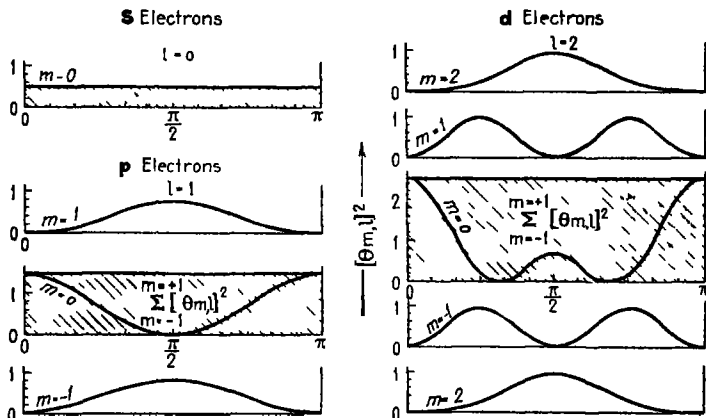 S Electrons
l=0
1
m-0
0
0
π/2
π
p Electrons
l=1
1
m=1
0
1
m=0
m=+1
Σ [θm,l]²
m=-1
0
0
π/2
π
1
m=-1
0
d Electrons
l=2
1
m=2
0
1
m=1
0
[θm,l]²
2
1
0
m=0
m=+1
Σ [θm,l]²
m=-1
0
π/2
π
1
m=-1
0
1
m=2
0
π